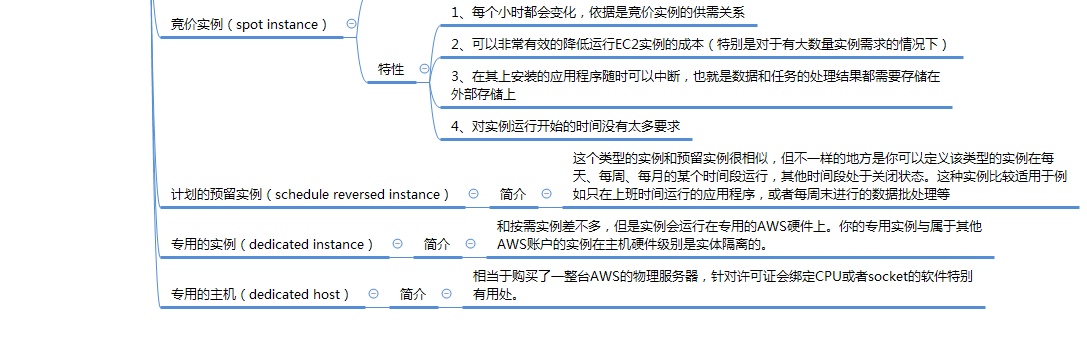 竞价实例（spot instance）
特性
1、每个小时都会变化，依据是竞价实例的供需关系
2、可以非常有效的降低运行EC2实例的成本（特别是对于有大数量实例需求的情况下）
3、在其上安装的应用程序随时可以中断，也就是数据和任务的处理结果都需要存储在
外部存储上
4、对实例运行开始的时间没有太多要求
计划的预留实例（schedule reversed instance）
简介
这个类型的实例和预留实例很相似，但不一样的地方是你可以定义该类型的实例在每
天、每周、每月的某个时间段运行，其他时间段处于关闭状态。这种实例比较适用于例
如只在上班时间运行的应用程序，或者每周末进行的数据批处理等
专用的实例（dedicated instance）
简介
和按需实例差不多，但是实例会运行在专用的AWS硬件上。你的专用实例与属于其他
AWS账户的实例在主机硬件级别是实体隔离的。
专用的主机（dedicated host）
简介
相当于购买了一整台AWS的物理服务器，针对许可证会绑定CPU或者socket的软件特别
有用处。